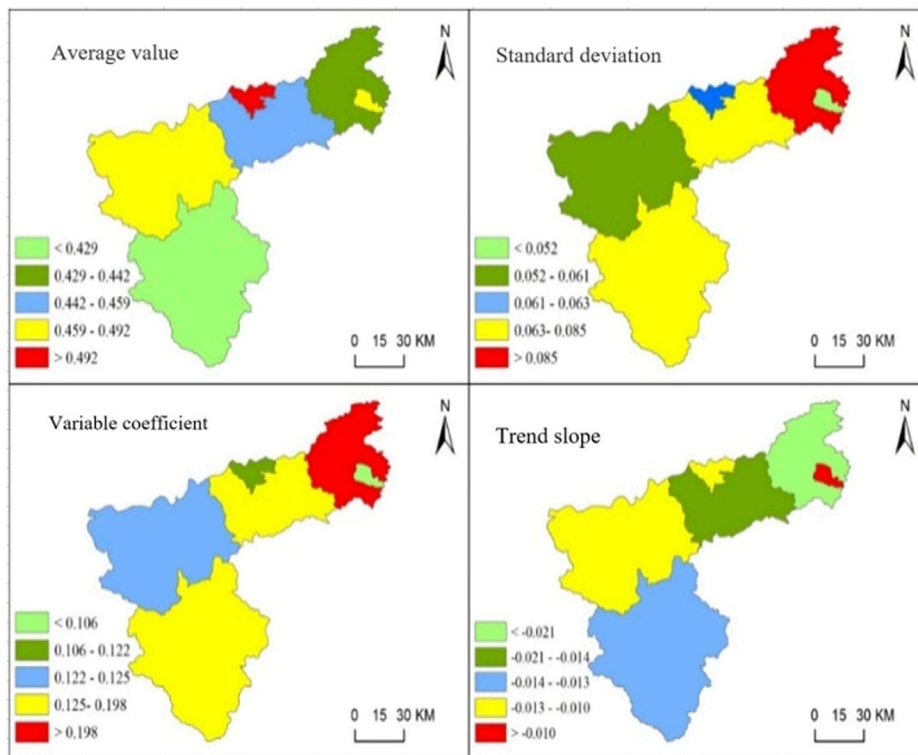 Average value
N
< 0.429
0.429 - 0.442
0.442 - 0.459
0.459 - 0.492
> 0.492
0 15 30 KM
Standard deviation
N
< 0.052
0.052 - 0.061
0.061 - 0.063
0.063- 0.085
> 0.085
0 15 30 KM
Variable coefficient
N
< 0.106
0.106 - 0.122
0.122 - 0.125
0.125- 0.198
> 0.198
0 15 30 KM
Trend slope
N
< -0.021
-0.021 - -0.014
-0.014 - -0.013
-0.013 - -0.010
> -0.010
0 15 30 KM